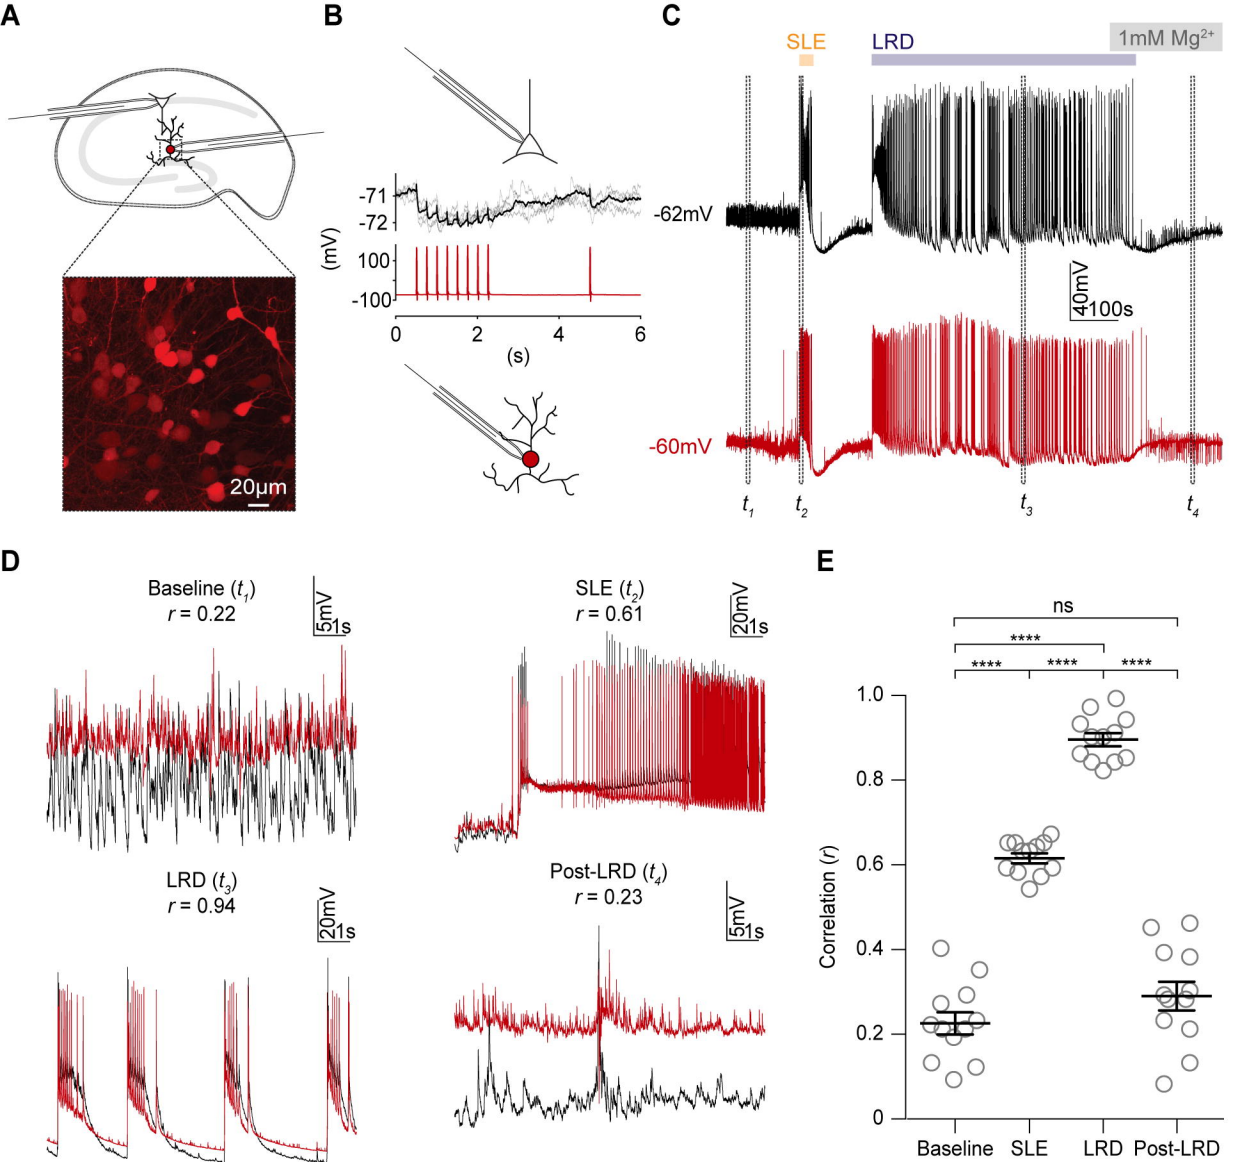 A
20µm
B
-71
-72
(mV)
100
-100
0 2 4 6
(s)
C
SLE LRD 1mM Mg²⁺
-62mV
40mV
100s
-60mV
t₁ t₂ t₃ t₄
D
Baseline (t₁)
r = 0.22
5mV
1s
SLE (t₂)
r = 0.61
20mV
1s
LRD (t₃)
r = 0.94
20mV
1s
Post-LRD (t₄)
r = 0.23
5mV
1s
E
ns
****
**** **** ****
1.0
0.8
0.6
0.4
0.2
0
Correlation (r)
Baseline SLE LRD Post-LRD